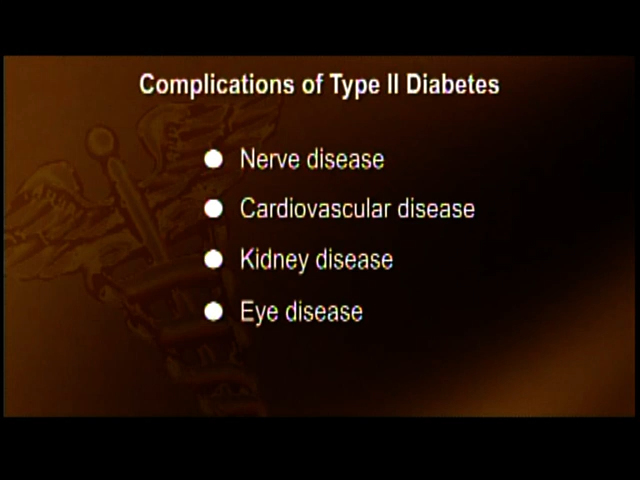 Complications of Type II Diabetes
Nerve disease
Cardiovascular disease
Kidney disease
Eye disease